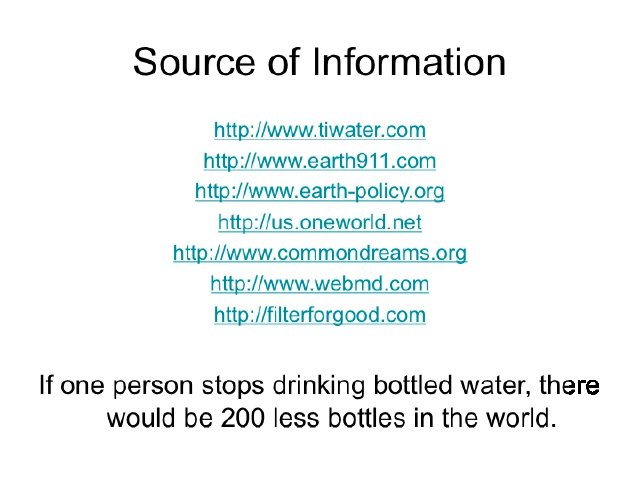 Source of Information
http://www.tiwater.com
http://www.earth911.com
http://www.earth-policy.org
http://us.oneworld.net
http://www.commondreams.org
http://www.webmd.com
http://filterforgood.com
If one person stops drinking bottled water, there
would be 200 less bottles in the world.